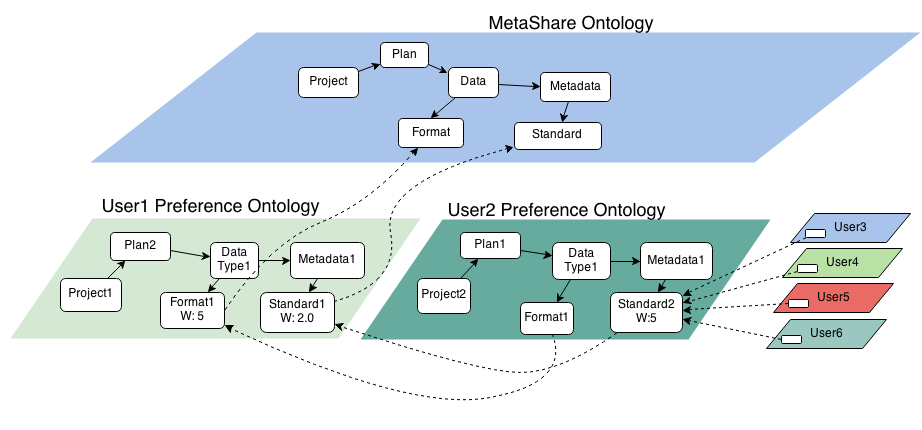 MetaShare Ontology
Plan
Project
Data
Metadata
Format
Standard
User1 Preference Ontology
Plan2
Data
Type1
Metadata1
Project1
Format1
W: 5
Standard1
W: 2.0
User2 Preference Ontology
Plan1
Data
Type1
Metadata1
Project2
Format1
Standard2
W:5
User3
User4
User5
User6